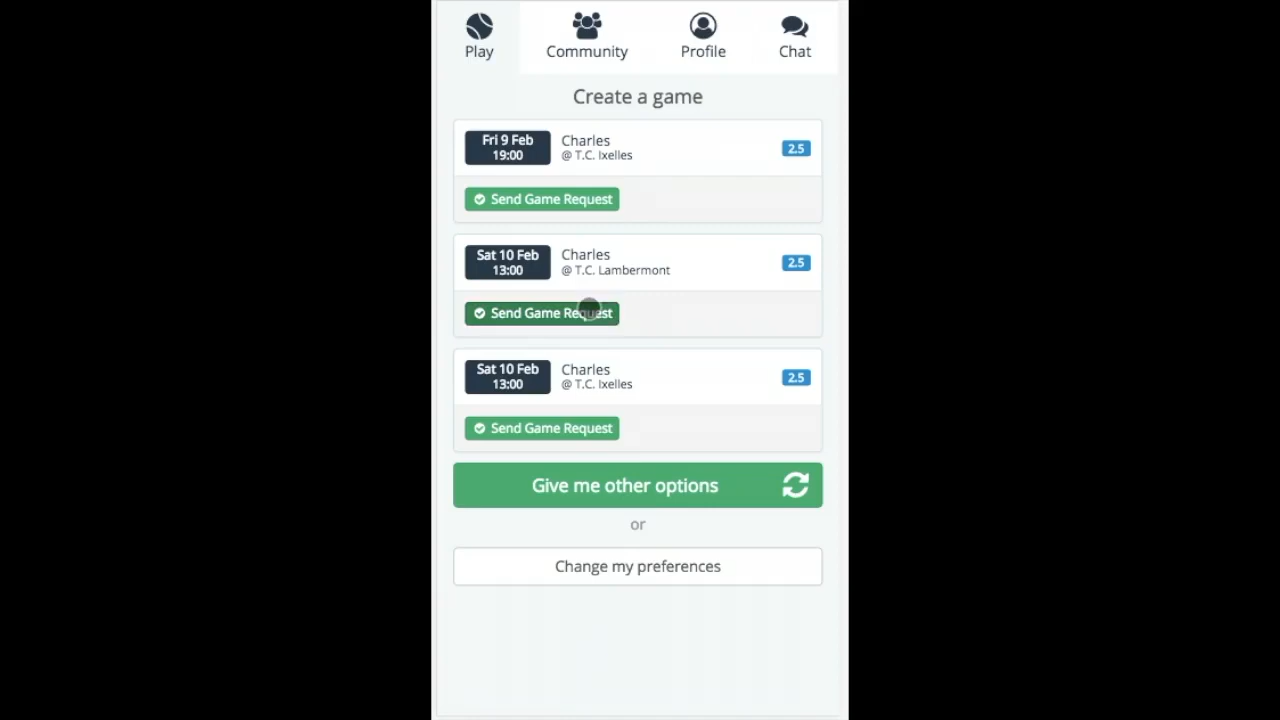 Play Community Profile Chat
Create a game
Fri 9 Feb
19:00
Charles
@ T.C. Ixelles
2.5
Send Game Request
Sat 10 Feb
13:00
Charles
@ T.C. Lambermont
2.5
Send Game Request
Sat 10 Feb
13:00
Charles
@ T.C. Ixelles
2.5
Send Game Request
Give me other options
or
Change my preferences